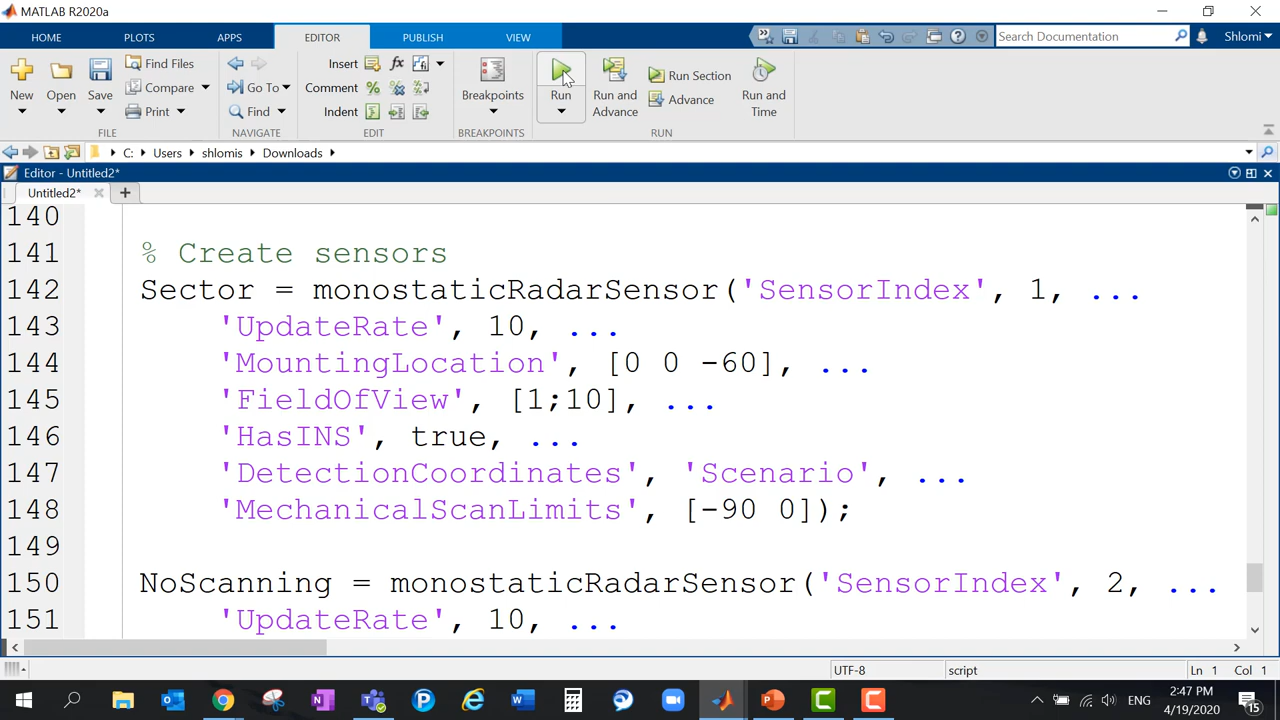 MATLAB R2020a
HOME PLOTS APPS EDITOR PUBLISH VIEW Search Documentation Shlomi
New Open Save Find Files Compare Print Go To Find Insert fx Comment Indent Breakpoints Run Run and Advance Run Section Advance Run and Time
FILE NAVIGATE EDIT BREAKPOINTS RUN
C: Users shlomis Downloads
Editor - Untitled2*
Untitled2*
140
141 % Create sensors
142 Sector = monostaticRadarSensor('SensorIndex', 1, ...
143 'UpdateRate', 10, ...
144 'MountingLocation', [0 0 -60], ...
145 'FieldOfView', [1;10], ...
146 'HasINS', true, ...
147 'DetectionCoordinates', 'Scenario', ...
148 'MechanicalScanLimits', [-90 0]);
149
150 NoScanning = monostaticRadarSensor('SensorIndex', 2, ...
151 'UpdateRate', 10, ...
UTF-8 script Ln 1 Col 1
ENG 2:47 PM
4/19/2020 15